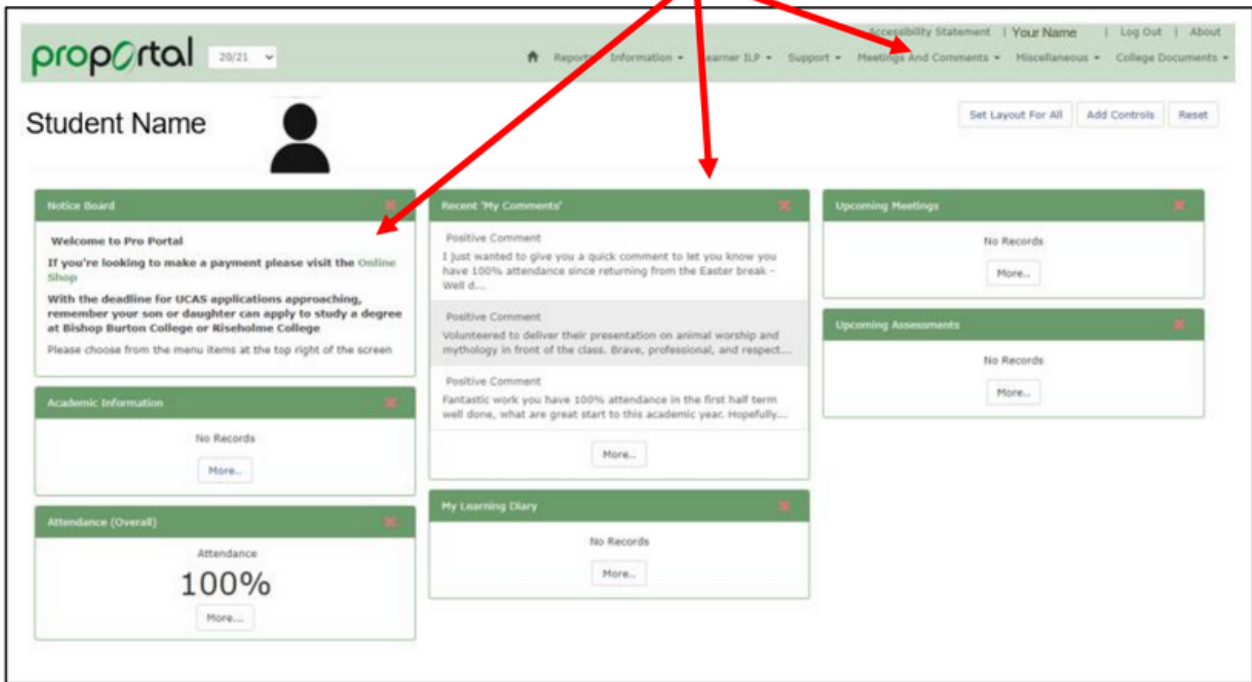 Accessibility Statement | Your Name | Log Out | About
proportal 20/21
Reports Information Learner ILP Support Meetings And Comments Miscellaneous College Documents
Student Name
Set Layout For All Add Controls Reset
Notice Board
Welcome to Pro Portal
If you're looking to make a payment please visit the Online
Shop
With the deadline for UCAS applications approaching,
remember your son or daughter can apply to study a degree
at Bishop Burton College or Riseholme College
Please choose from the menu items at the top right of the screen
Academic Information
No Records
More..
Attendance (Overall)
Attendance
100%
More...
Recent 'My Comments'
Positive Comment
I just wanted to give you a quick comment to let you know you
have 100% attendance since returning from the Easter break -
Well d...
Positive Comment
Volunteered to deliver their presentation on animal worship and
mythology in front of the class. Brave, professional, and respect...
Positive Comment
Fantastic work you have 100% attendance in the first half term
well done, what are great start to this academic year. Hopefully...
More..
My Learning Diary
No Records
More..
Upcoming Meetings
No Records
More..
Upcoming Assessments
No Records
More..